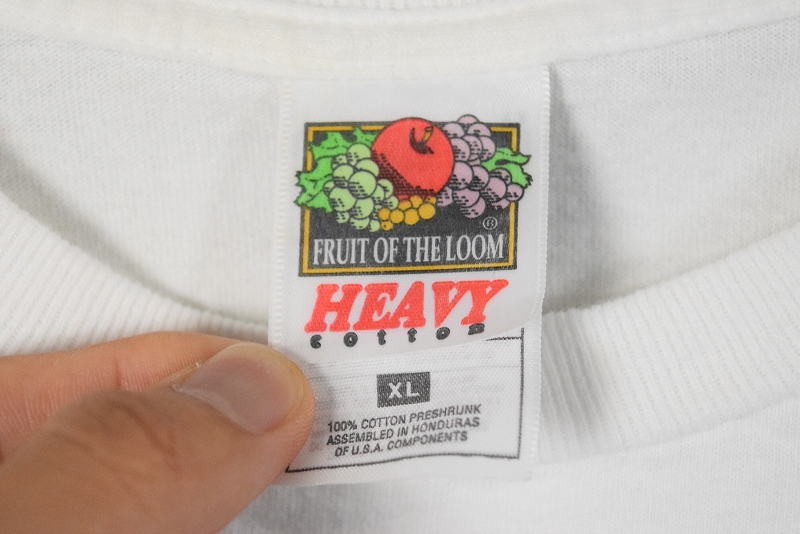 ®
FRUIT OF THE LOOM
HEAVY
cotton
XL
100% COTTON PRESHRUNK
ASSEMBLED IN HONDURAS
OF U.S.A. COMPONENTS